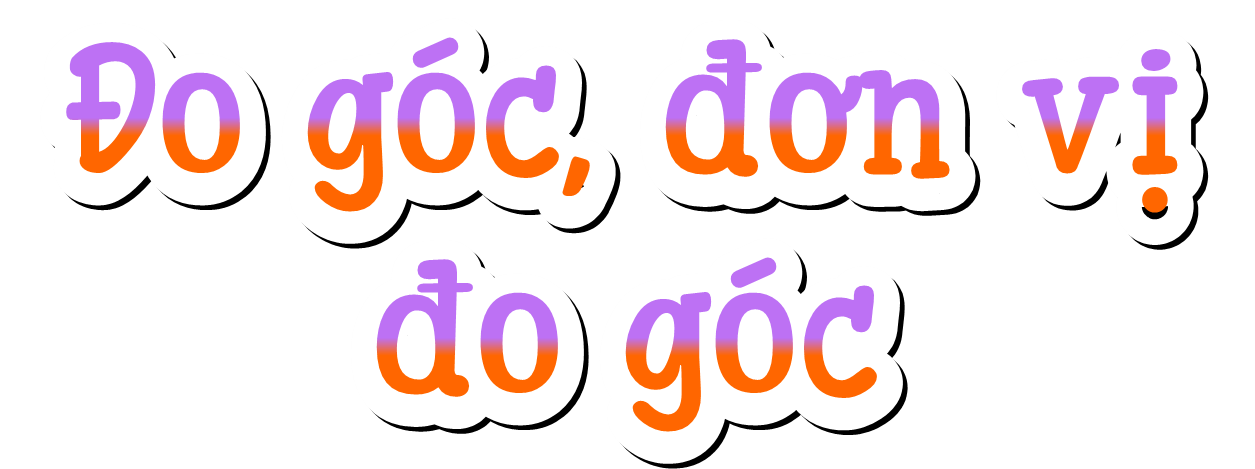 Đo góc, đơn vị
đo góc